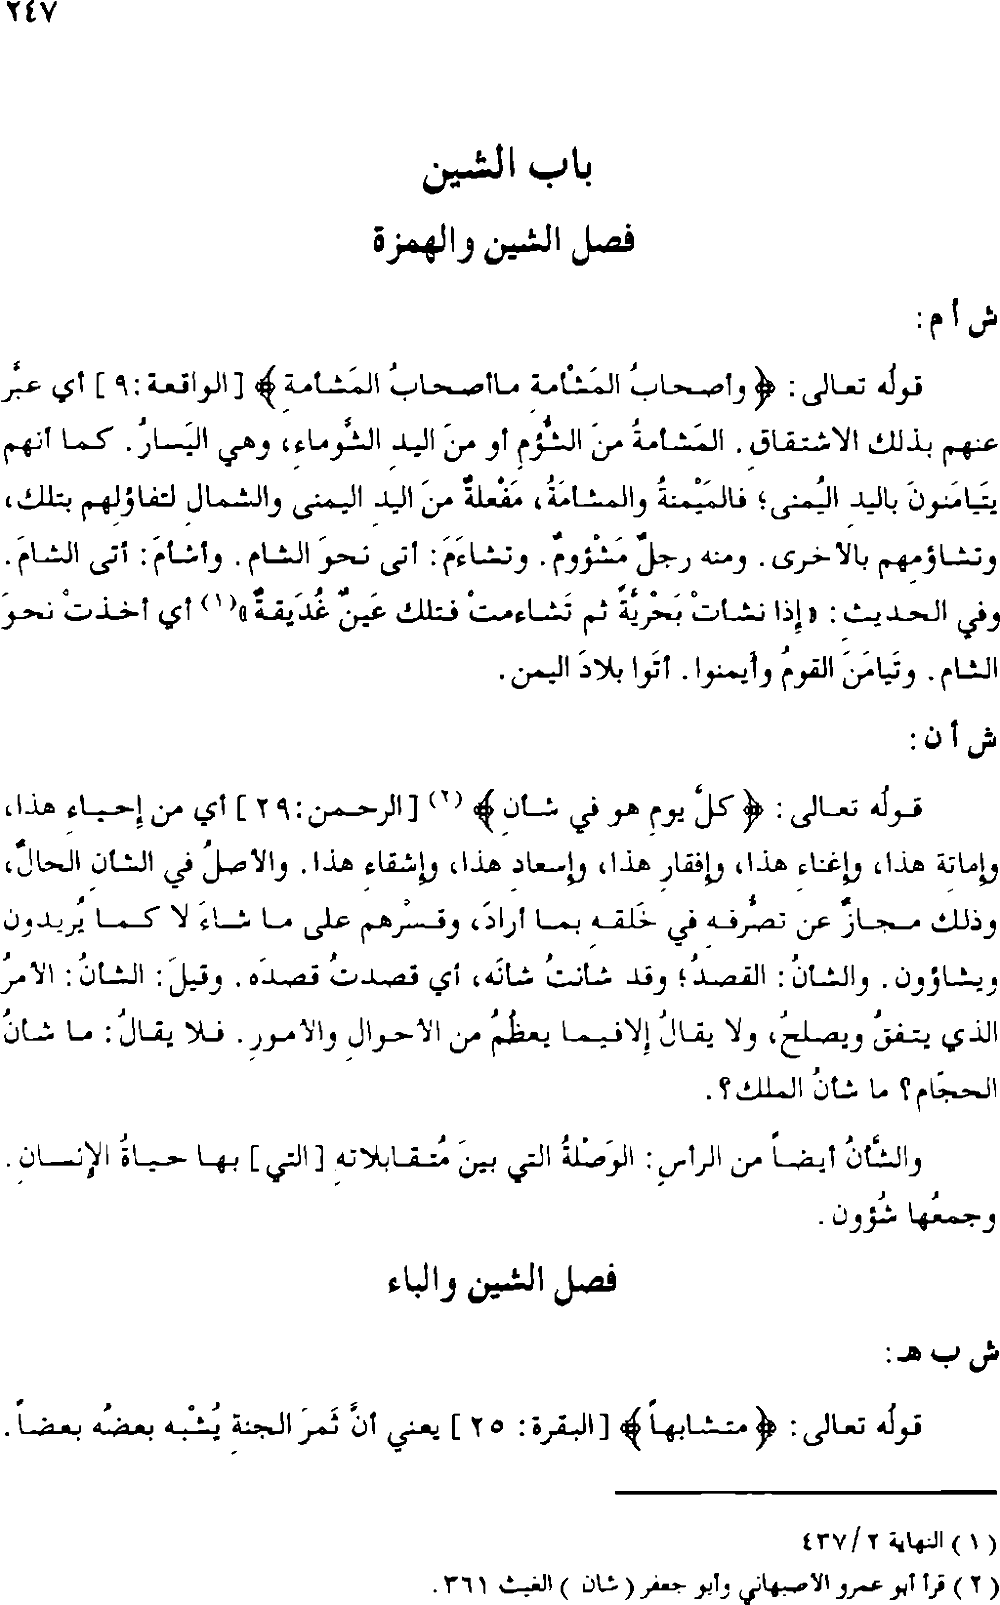 ٢٤٧
باب الشين
فصل الشين والهمزة
ش أ م:
قولُه تعالى: ﴿وأصحابُ المَشْأمةِ ماأصحابُ المَشأمة﴾ [الواقعة:٩] أي عبَّر
عنهم بذلك الاشتقاقِ. المَشأمةُ منَ الشُّؤمِ أو منَ اليدِ الشُّوماءِ، وهي اليَسارُ. كما أنهم
يتَيامَنونَ باليدِ اليُمنى؛ فالمَيْمنةُ والمشامَةُ، مَفْعلةٌ منَ اليدِ اليمنى والشمالِ لتفاؤلهم بتلك،
وتشاؤمهم بالأخرى. ومنه رجلٌ مَشْؤومٌ. وتشاءَمَ: أتى نحوَ الشام. وأشأمَ: أتى الشامَ.
وفي الحديثِ: «إذا نشأتْ بَحْريَّةً ثم تَشاءمتْ فتلك عَينٌ غُدَيقةٌ»(١) أي أخذتْ نحوَ
الشام. وتَيامَنَ القومُ وأيمنوا. أتَوا بلادَ اليمن.
ش أ ن:
قولُه تعالى: ﴿كلَّ يومٍ هو في شأنٍ﴾(٢) [الرحمن:٢٩] أي من إحياءِ هذا،
وإماتة هذا، وإغناءِ هذا، وإفقارِ هذا، وإسعادِ هذا، وإشقاءِ هذا. والأصلُ في الشأنِ الحالُ،
وذلك مجازٌ عن تصرُّفه في خَلقه بما أرادَ، وقسْرهم على ما شاءَ لا كما يُريدون
ويشاؤون. والشأنُ: القصدُ؛ وقد شأنتُ شأنَه، أي قصدتُ قصدَه. وقيلَ: الشأنُ: الأمرُ
الذي يتفقُ ويصلحُ، ولا يقالُ إلافيما يعظُمُ من الأحوالِ والأمورِ. فلا يقالُ: ما شأنُ
الحجَّام؟ ما شأنُ الملك؟.
والشَّأنُ أيضاً من الرأسِ: الوَصْلةُ التي بينَ مُتقابلاتهِ [التي] بها حياةُ الإنسانِ.
وجمعُها شُؤون.
فصل الشين والباء
ش ب هـ:
قولُه تعالى: ﴿متشابهاً﴾ [البقرة: ٢٥] يعني أنَّ ثَمرَ الجنةِ يُشْبه بعضُه بعضاً.
(١) النهاية ٢/ ٤٣٧
(٢) قرأ أبو عمرو الأصبهاني وأبو جعفر (شان) الغيث ٣٦١.